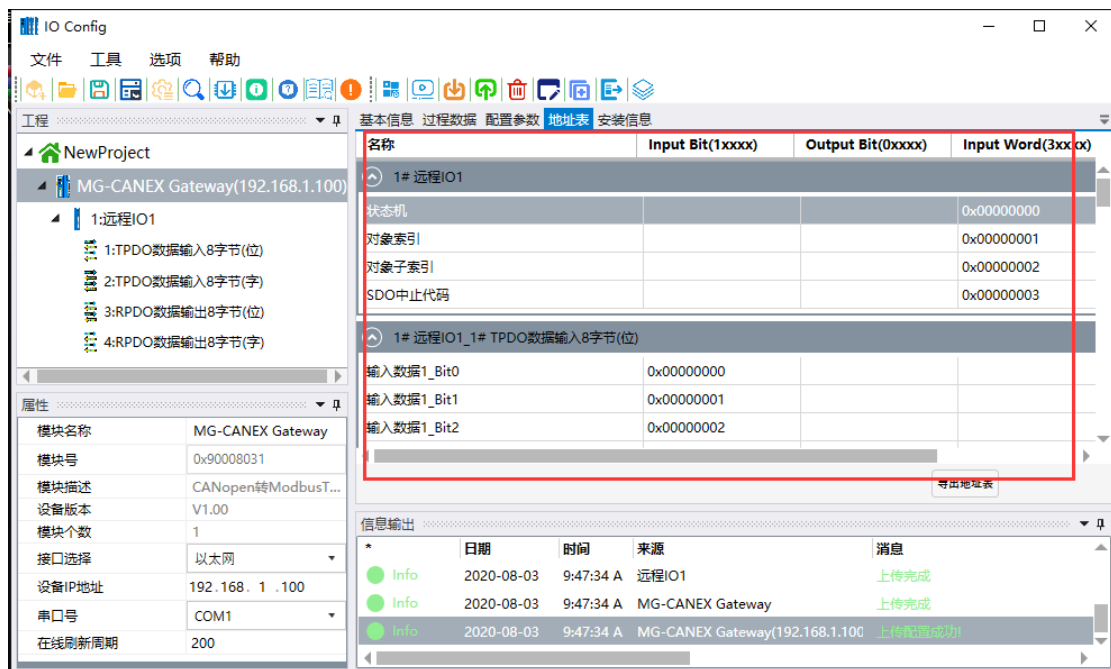 IO Config
文件 工具 选项 帮助
工程
NewProject
MG-CANEX Gateway(192.168.1.100)
1:远程IO1
1:TPDO数据输入8字节(位)
2:TPDO数据输入8字节(字)
3:RPDO数据输出8字节(位)
4:RPDO数据输出8字节(字)
属性
模块名称 MG-CANEX Gateway
模块号 0x90008031
模块描述 CANopen转ModbusT...
设备版本 V1.00
模块个数 1
接口选择 以太网
设备IP地址 192.168. 1 .100
串口号 COM1
在线刷新周期 200
基本信息 过程数据 配置参数 地址表 安装信息
名称 Input Bit(1xxxx) Output Bit(0xxxx) Input Word(3xxxx)
1# 远程IO1
状态机 0x00000000
对象索引 0x00000001
对象子索引 0x00000002
SDO中止代码 0x00000003
1# 远程IO1_1# TPDO数据输入8字节(位)
输入数据1_Bit0 0x00000000
输入数据1_Bit1 0x00000001
输入数据1_Bit2 0x00000002
导出地址表
信息输出
* 日期 时间 来源 消息
Info 2020-08-03 9:47:34 A 远程IO1 上传完成
Info 2020-08-03 9:47:34 A MG-CANEX Gateway 上传完成
Info 2020-08-03 9:47:34 A MG-CANEX Gateway(192.168.1.100 上传配置成功!